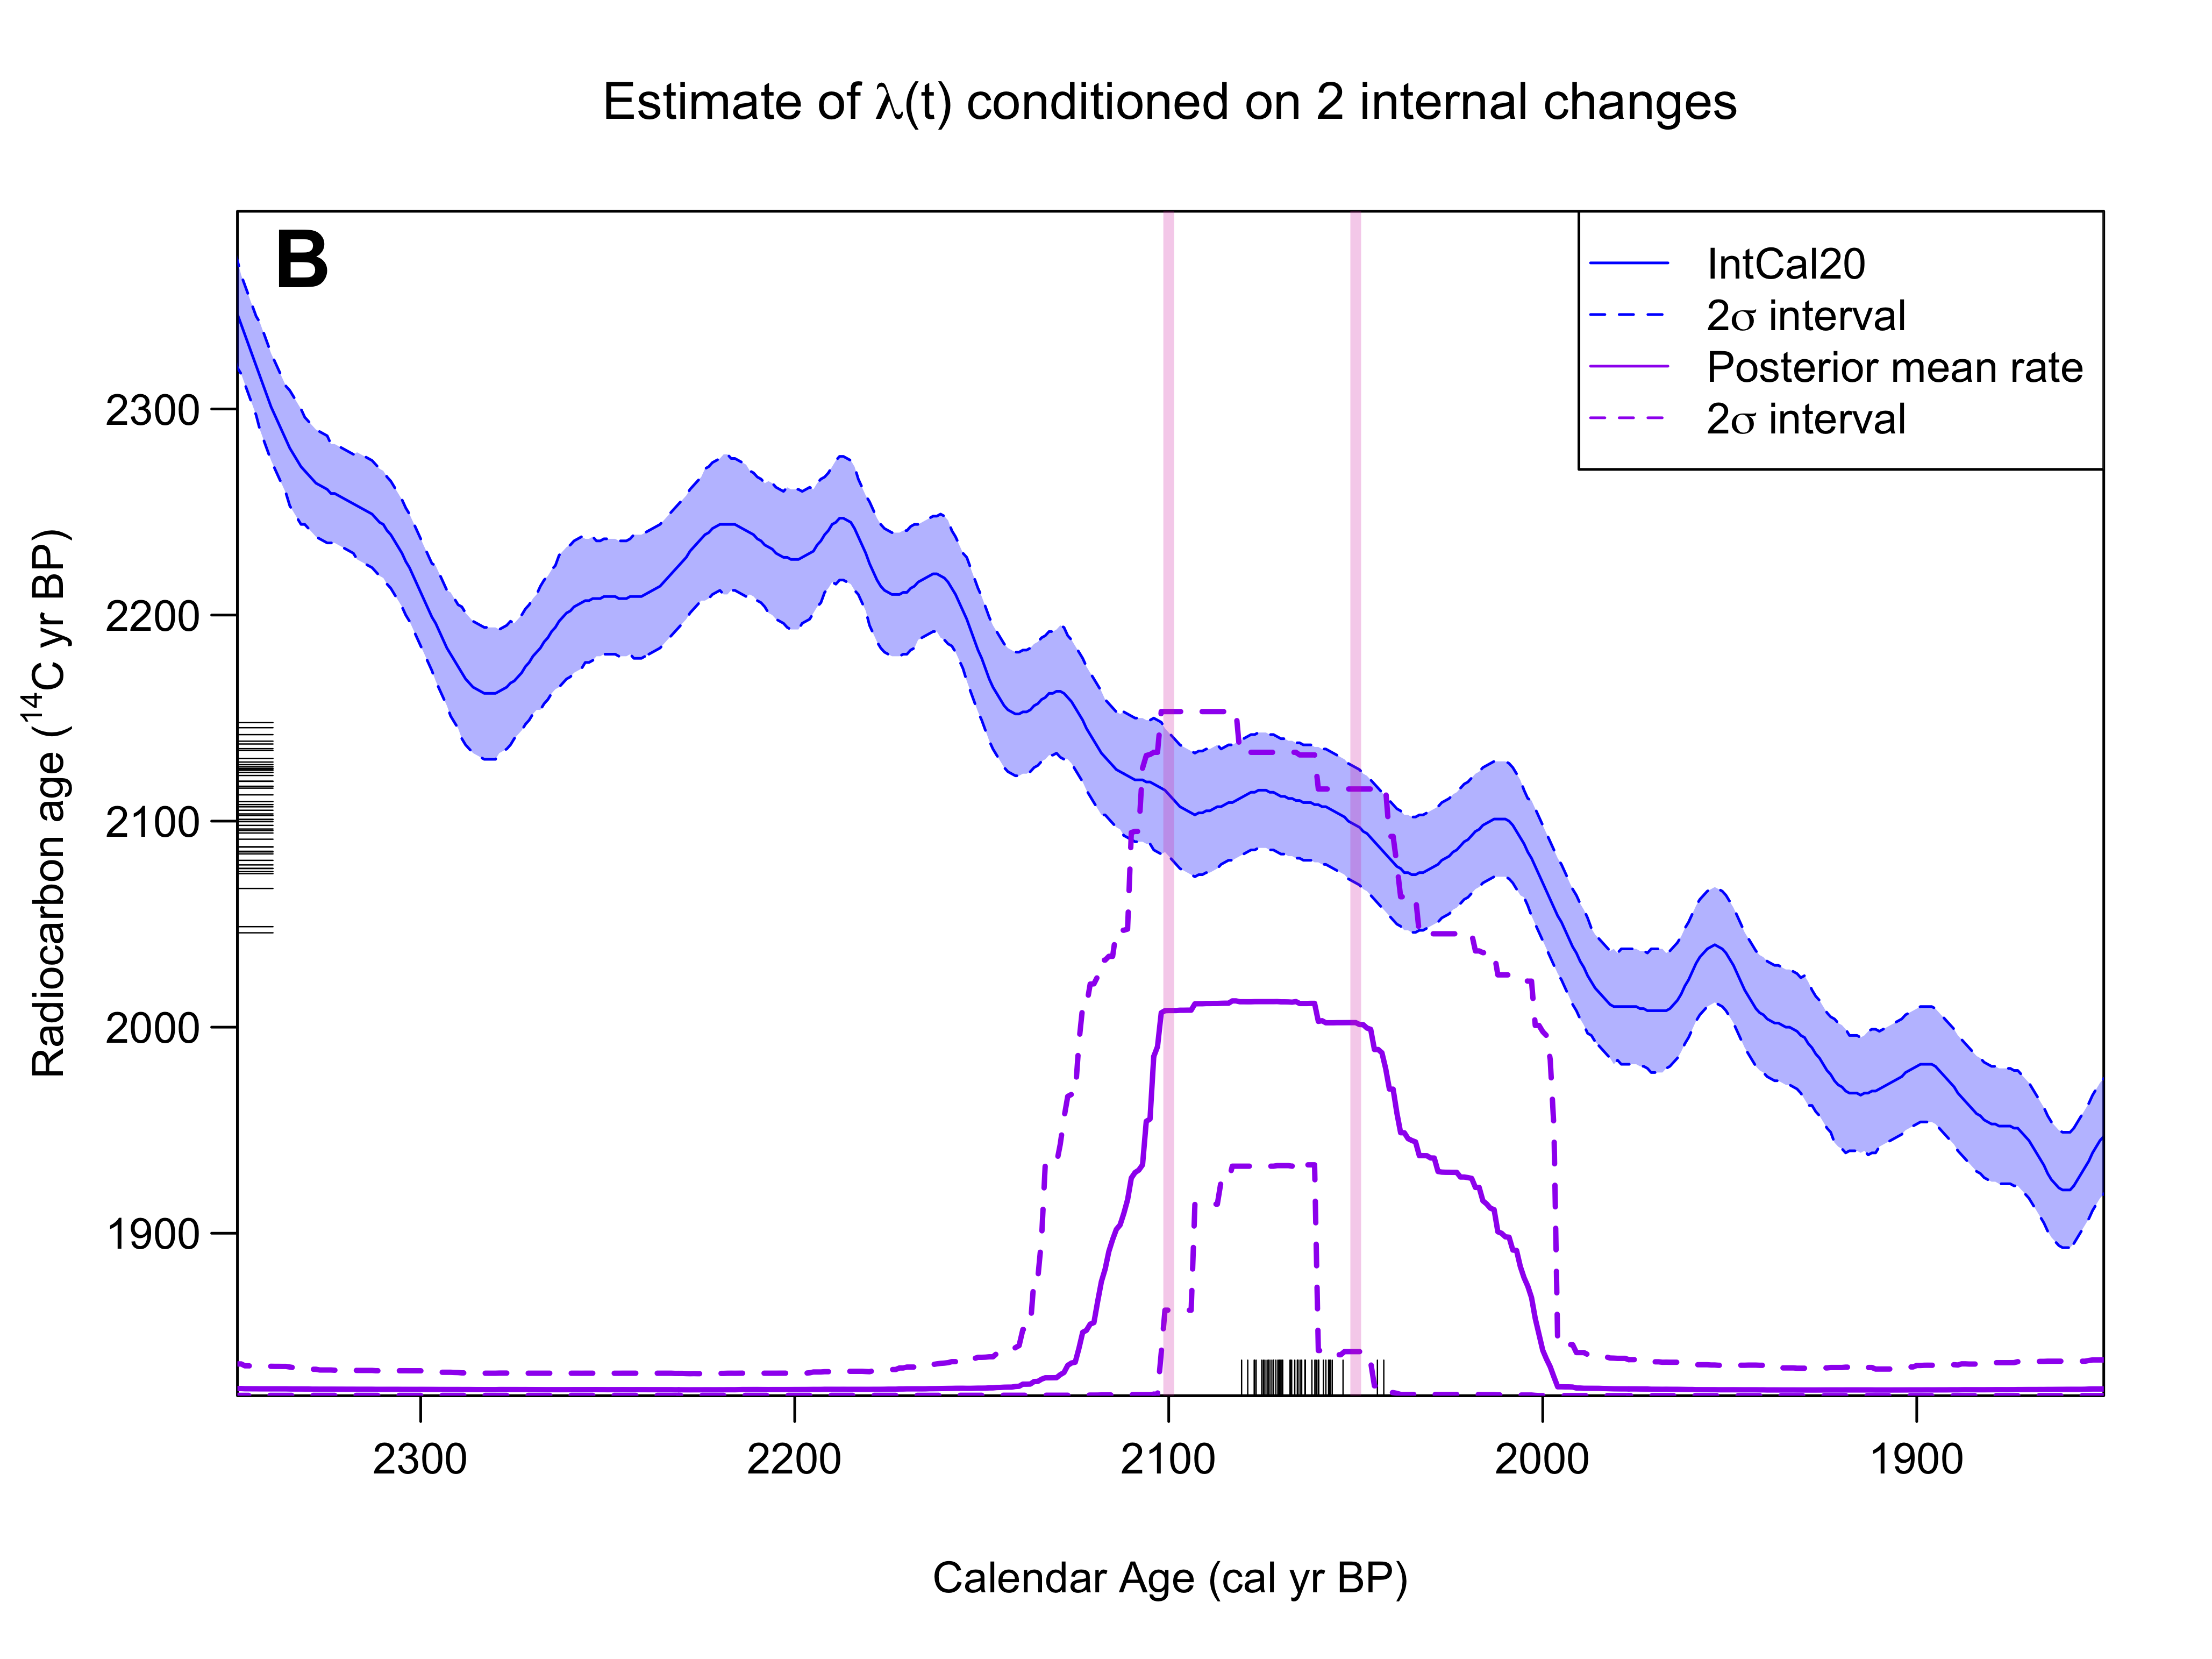 Estimate of λ(t) conditioned on 2 internal changes
B
IntCal20
2σ interval
Posterior mean rate
2σ interval
Radiocarbon age (¹⁴C yr BP)
2300
2200
2100
2000
1900
2300 2200 2100 2000 1900
Calendar Age (cal yr BP)